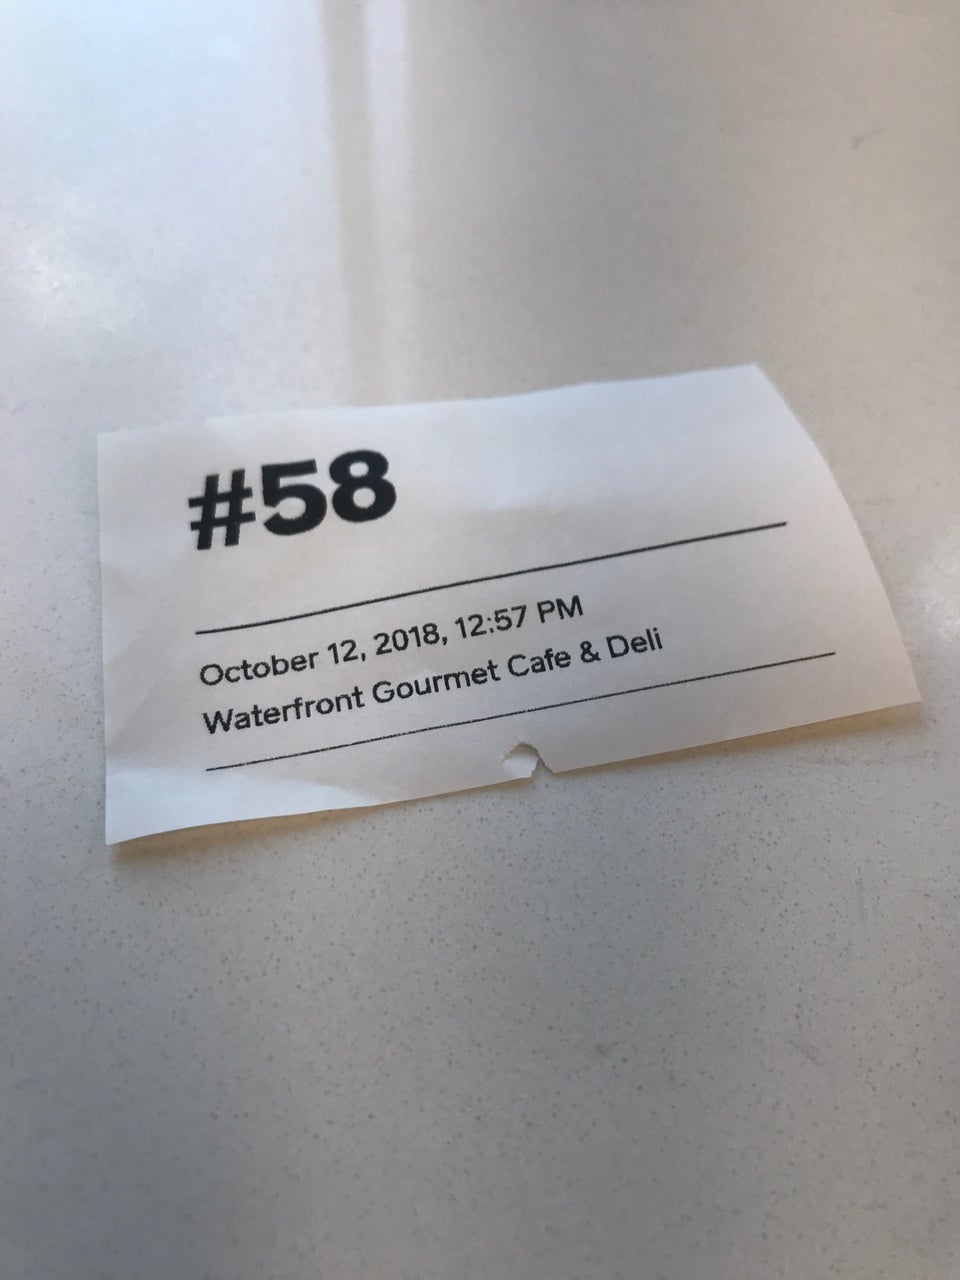 #58
October 12, 2018, 12:57 PM
Waterfront Gourmet Cafe & Deli